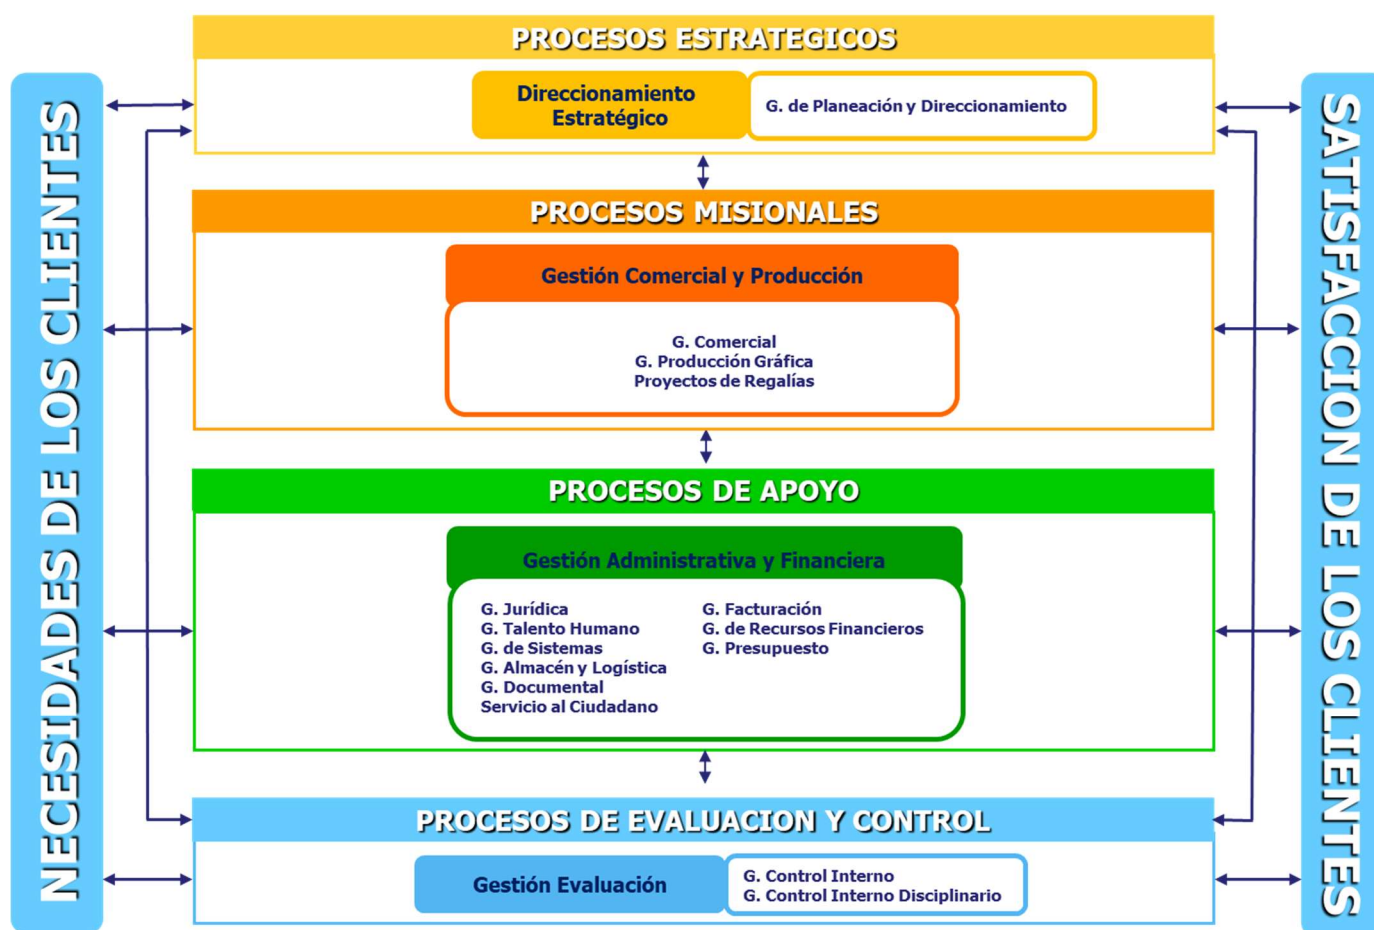 NECESIDADES DE LOS CLIENTES
PROCESOS ESTRATEGICOS
Direccionamiento
Estratégico
G. de Planeación y Direccionamiento
PROCESOS MISIONALES
Gestión Comercial y Producción
G. Comercial
G. Producción Gráfica
Proyectos de Regalías
PROCESOS DE APOYO
Gestión Administrativa y Financiera
G. Jurídica
G. Talento Humano
G. de Sistemas
G. Almacén y Logística
G. Documental
Servicio al Ciudadano
G. Facturación
G. de Recursos Financieros
G. Presupuesto
PROCESOS DE EVALUACION Y CONTROL
Gestión Evaluación
G. Control Interno
G. Control Interno Disciplinario
SATISFACCION DE LOS CLIENTES